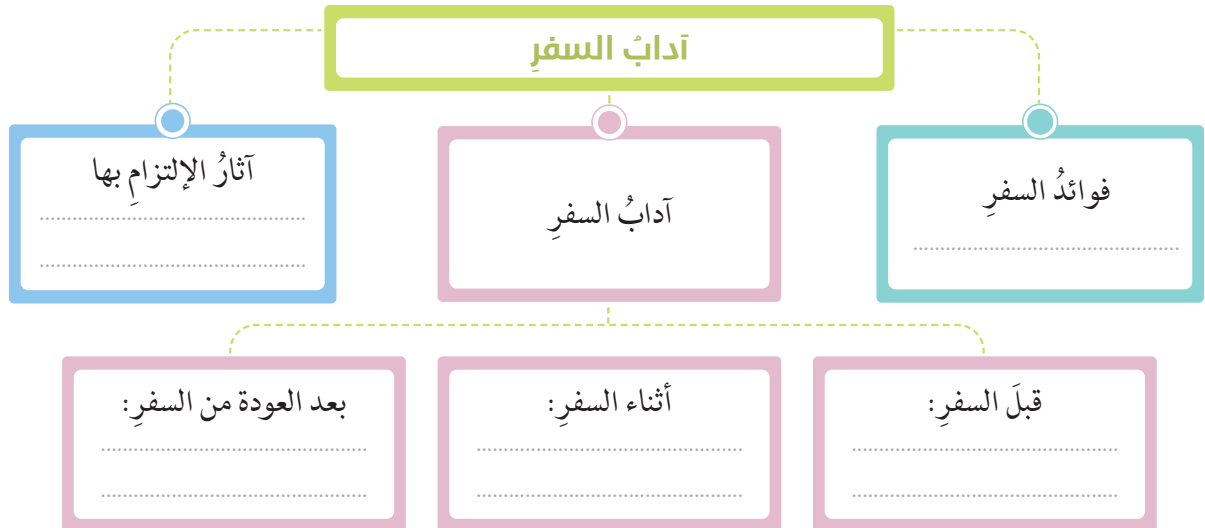 آدابُ السفرِ
فوائدُ السفرِ
آدابُ السفرِ
آثارُ الإلتزامِ بها
قبلَ السفرِ:
أثناء السفرِ:
بعد العودة من السفرِ: